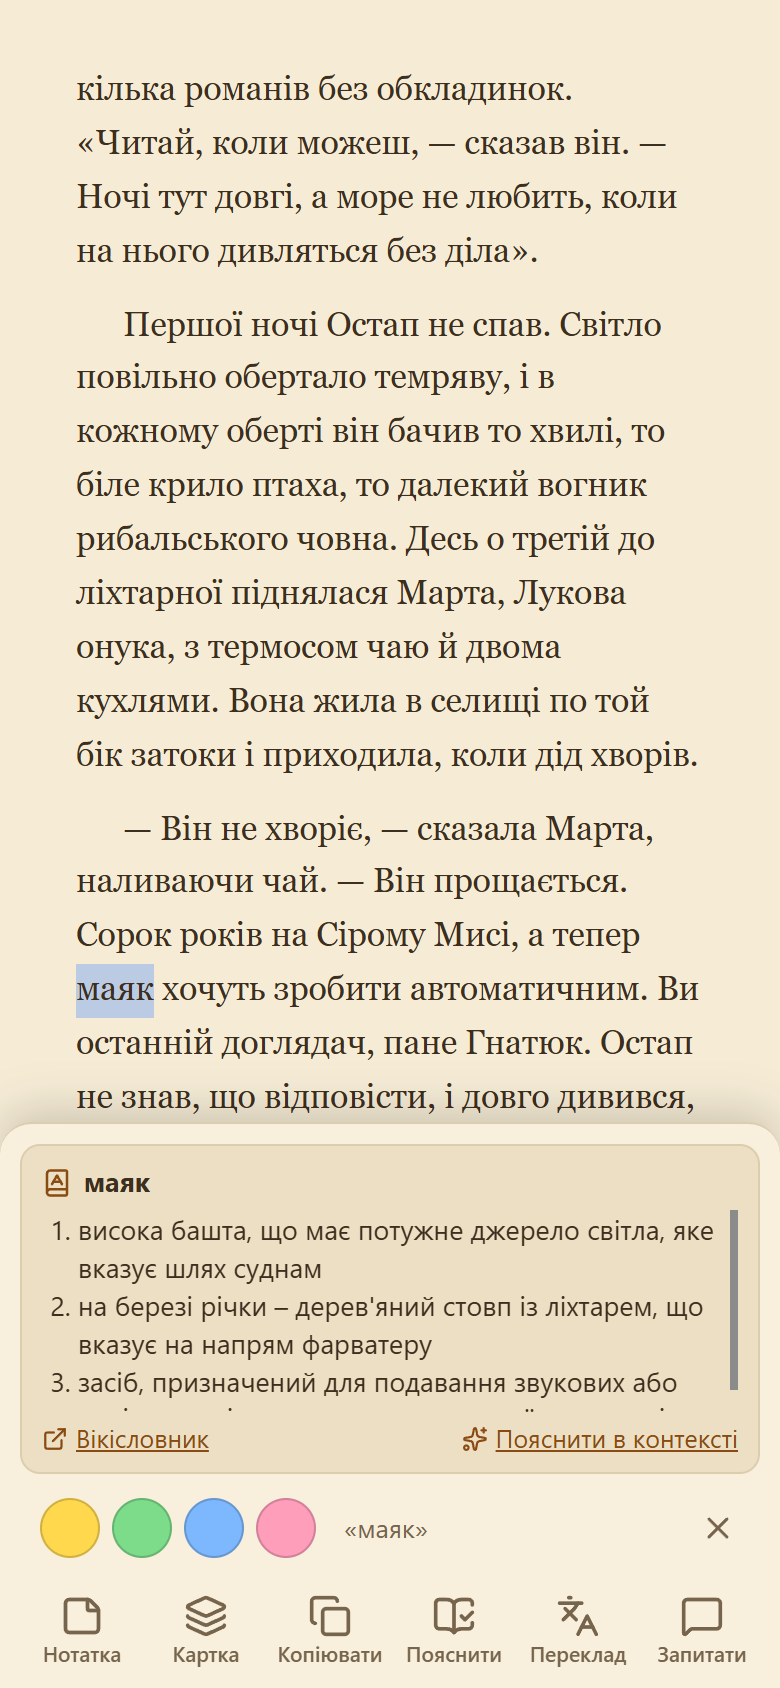 кілька романів без обкладинок.
«Читай, коли можеш, — сказав він. —
Ночі тут довгі, а море не любить, коли
на нього дивляться без діла».
Першої ночі Остап не спав. Світло
повільно обертало темряву, і в
кожному оберті він бачив то хвилі, то
біле крило птаха, то далекий вогник
рибальського човна. Десь о третій до
ліхтарної піднялася Марта, Лукова
онука, з термосом чаю й двома
кухлями. Вона жила в селищі по той
бік затоки і приходила, коли дід хворів.
— Він не хворіє, — сказала Марта,
наливаючи чай. — Він прощається.
Сорок років на Сірому Мисі, а тепер
маяк хочуть зробити автоматичним. Ви
останній доглядач, пане Гнатюк. Остап
не знав, що відповісти, і довго дивився,
маяк
1. висока башта, що має потужне джерело світла, яке
вказує шлях суднам
2. на березі річки – дерев'яний стовп із ліхтарем, що
вказує на напрям фарватеру
3. засіб, призначений для подавання звукових або
Вікісловник Пояснити в контексті
«маяк»
Нотатка Картка Копіювати Пояснити Переклад Запитати